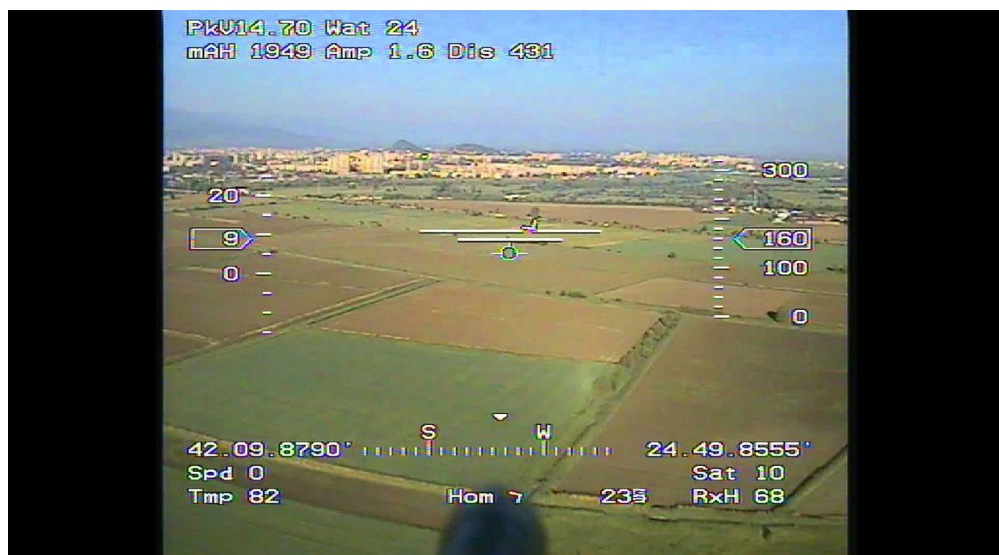 PkV14.70 Wat 24
mAH 1949 Amp 1.6 Dis 431
300
20
9 160
0 100
0
S W
42.09.8790' 24.49.8555'
Spd 0 Sat 10
Tmp 82 Hom 235 RxH 68